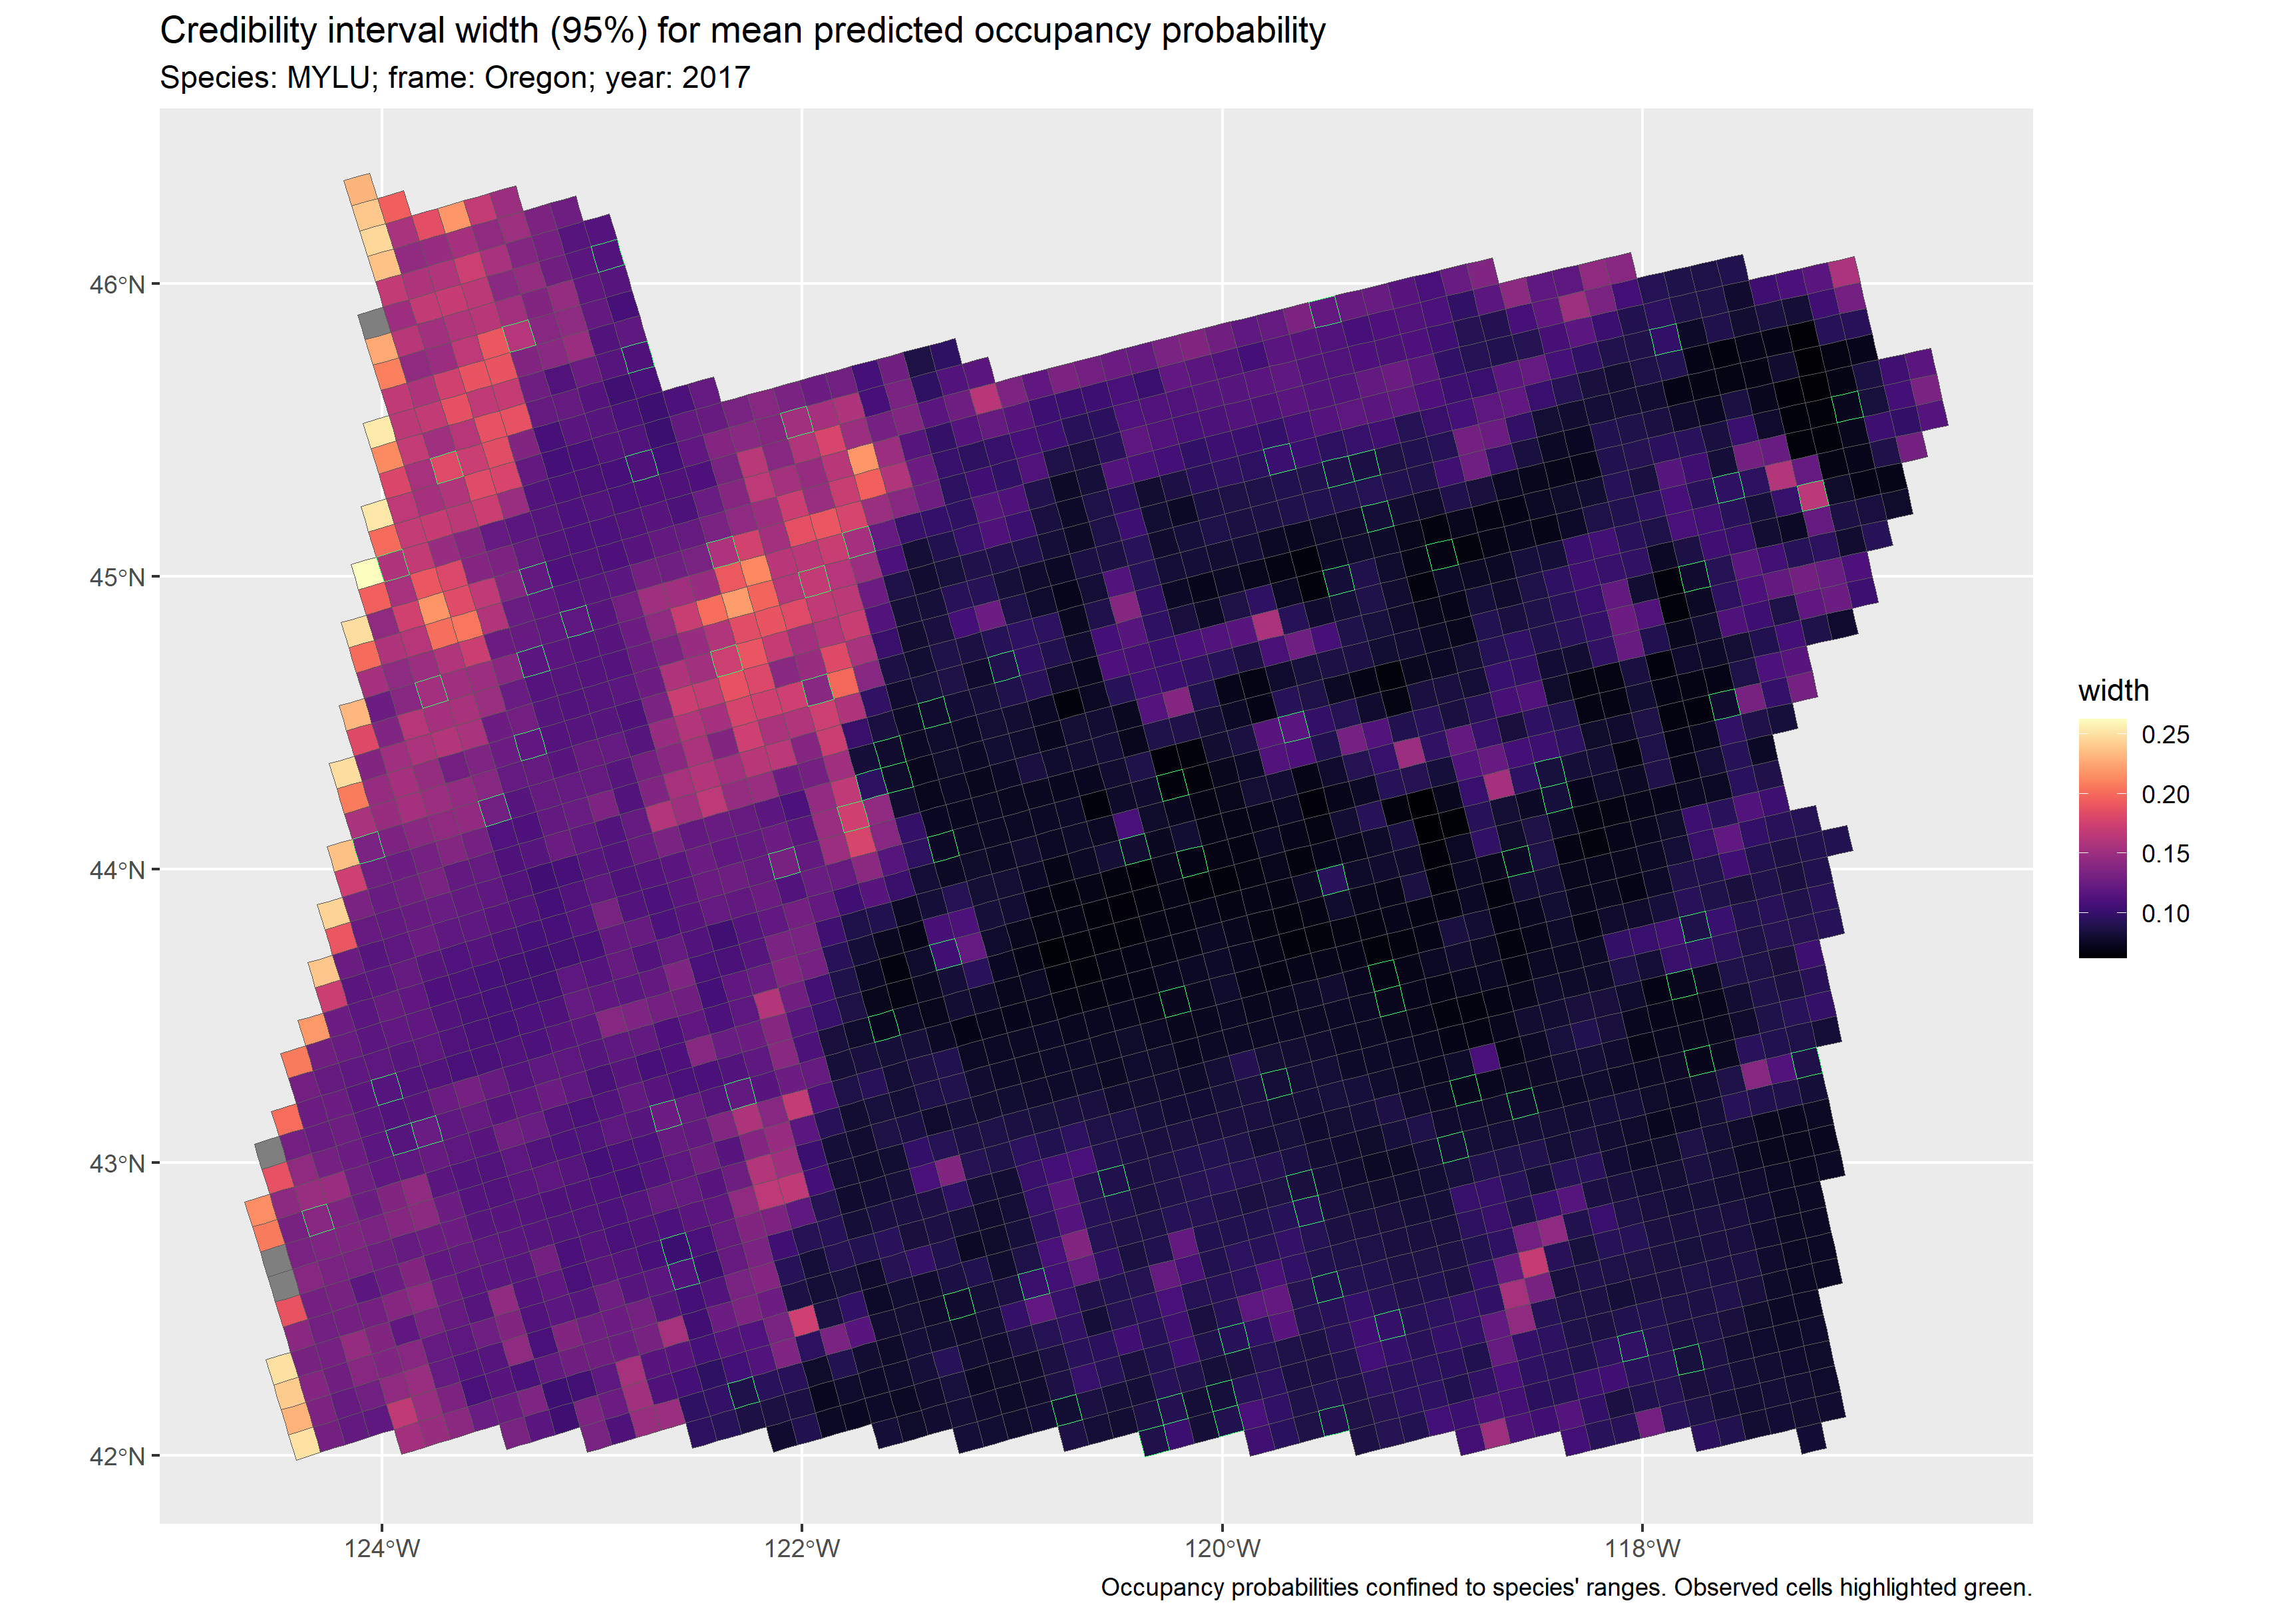 Credibility interval width (95%) for mean predicted occupancy probability
Species: MYLU; frame: Oregon; year: 2017
46°N
45°N
44°N
43°N
42°N
124°W
122°W
120°W
118°W
width
0.25
0.20
0.15
0.10
Occupancy probabilities confined to species' ranges. Observed cells highlighted green.